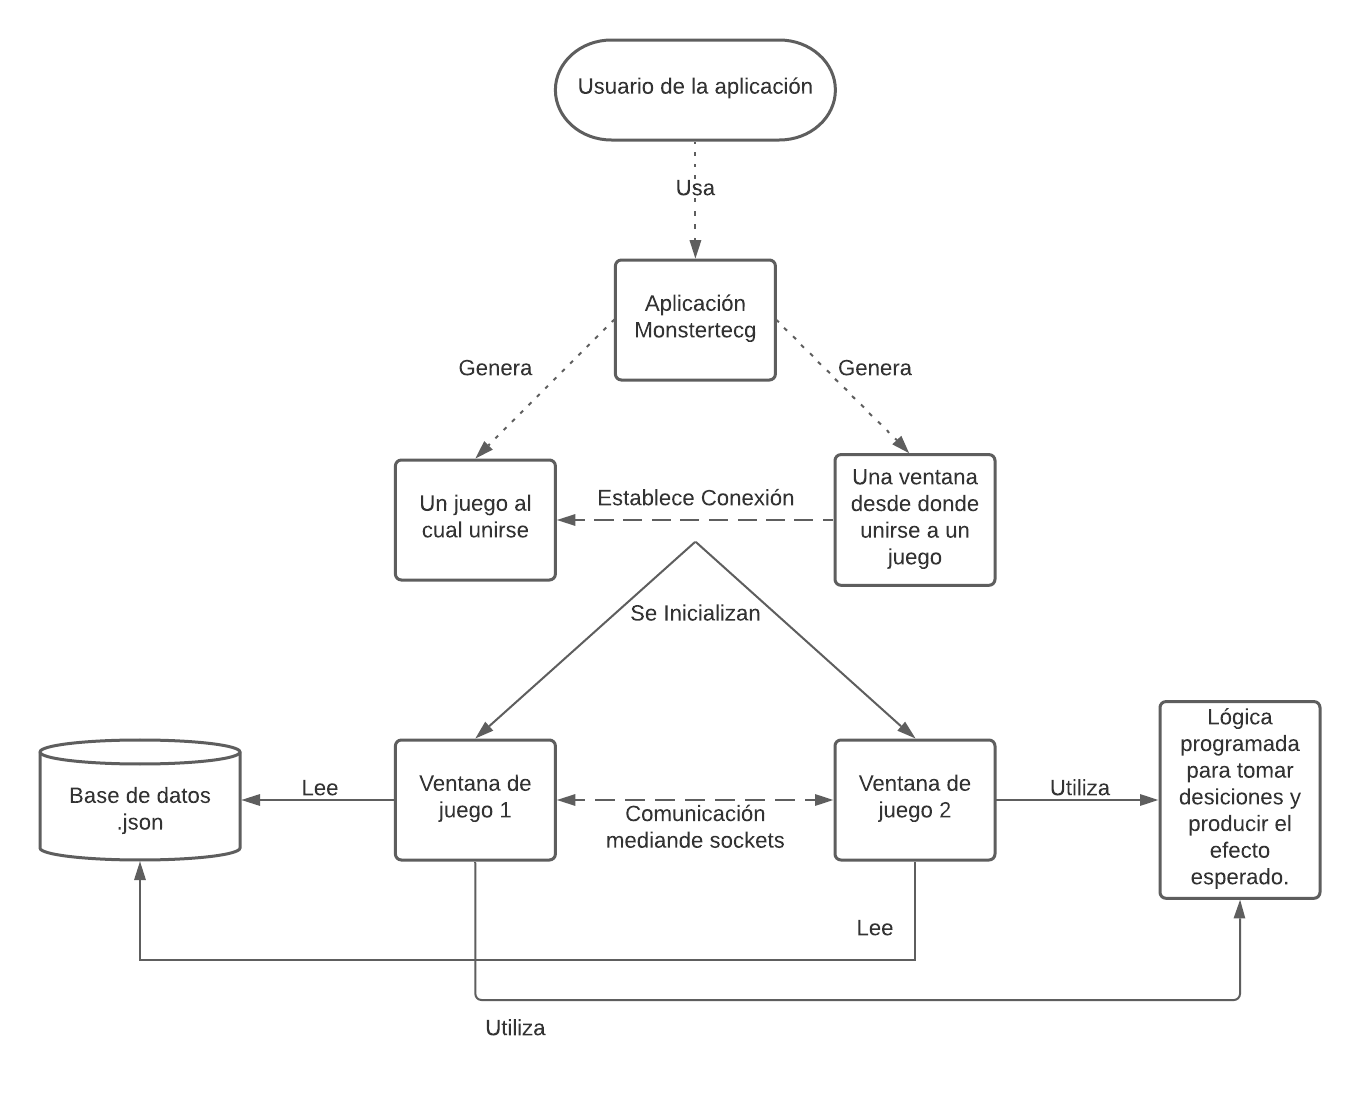 Usuario de la aplicación
Usa
Aplicación
Monstertecg
Genera
Genera
Un juego al
cual unirse
Establece Conexión
Una ventana
desde donde
unirse a un
juego
Se Inicializan
Base de datos
.json
Lee
Ventana de
juego 1
Comunicación
mediande sockets
Ventana de
juego 2
Utiliza
Lógica
programada
para tomar
desiciones y
producir el
efecto
esperado.
Lee
Utiliza